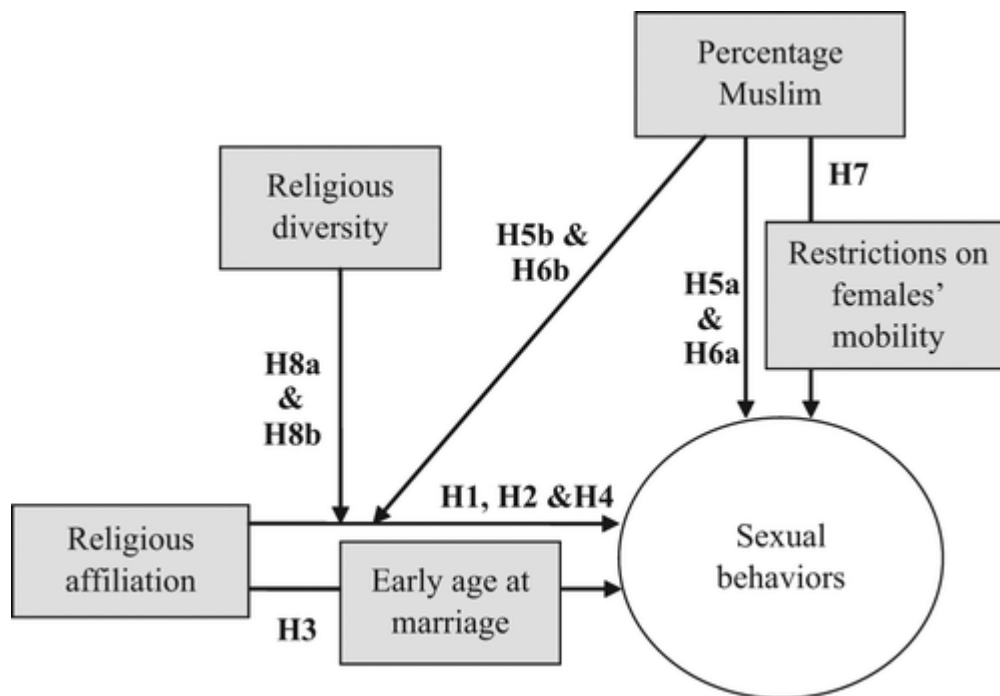 Percentage
Muslim
H7
Religious
diversity
H5b &
H6b
Restrictions on
females’
mobility
H5a
&
H6a
H8a
&
H8b
H1, H2 &H4
Religious
affiliation
Sexual
behaviors
Early age at
marriage
H3